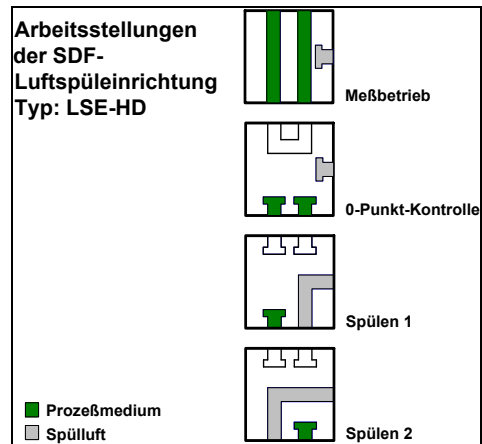 Arbeitsstellungen
der SDF-
Luftspüleinrichtung
Typ: LSE-HD
Meßbetrieb
0-Punkt-Kontrolle
Spülen 1
Spülen 2
Prozeßmedium
Spülluft